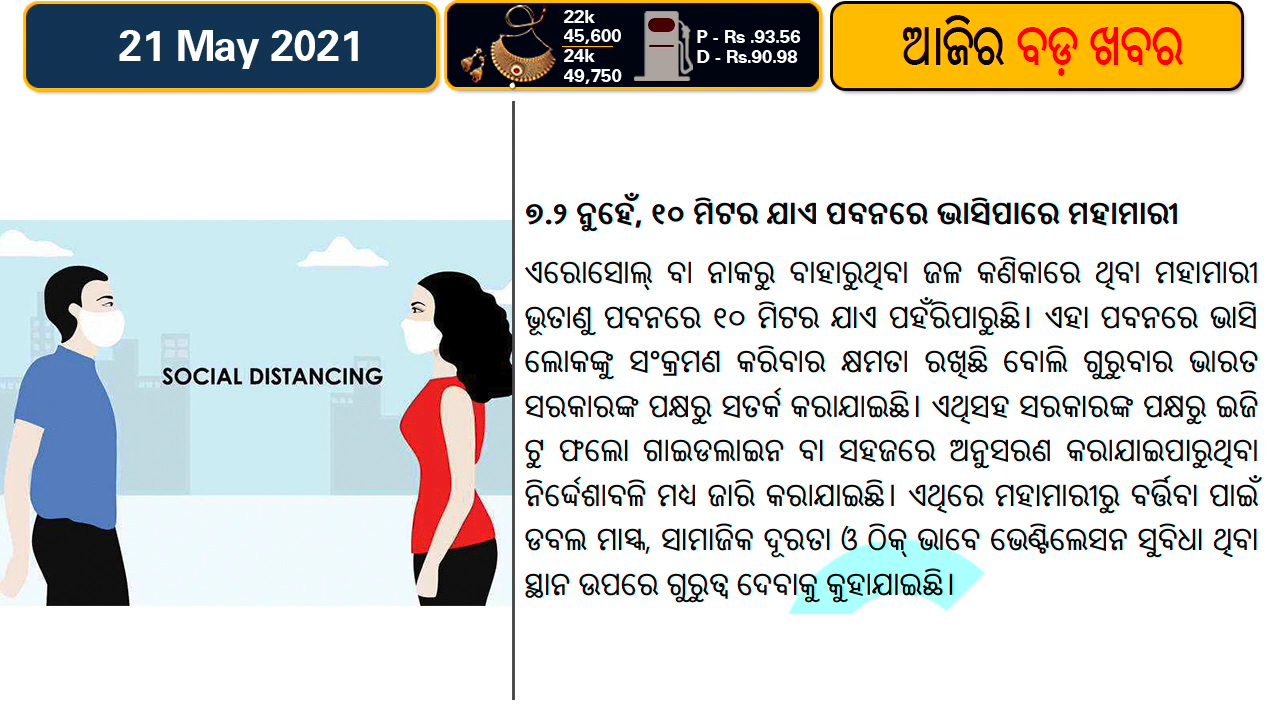 21 May 2021
22k
45,600
24k
49,750
P - Rs .93.56
D - Rs.90.98
ଆଜିର ବଡ଼ ଖବର
SOCIAL DISTANCING
୭.୨ ନୁହେଁ, ୧୦ ମିଟର ଯାଏ ପବନରେ ଭାସିପାରେ ମହାମାରୀ
ଏରୋସୋଲ୍ ବା ନାକରୁ ବାହାରୁଥିବା ଜଳ କଣିକାରେ ଥିବା ମହାମାରୀ
ଭୂତାଣୁ ପବନରେ ୧୦ ମିଟର ଯାଏ ପହଁରିପାରୁଛି। ଏହା ପବନରେ ଭାସି
ଲୋକଙ୍କୁ ସଂକ୍ରମଣ କରିବାର କ୍ଷମତା ରଖିଛି ବୋଲି ଗୁରୁବାର ଭାରତ
ସରକାରଙ୍କ ପକ୍ଷରୁ ସତର୍କ କରାଯାଇଛି। ଏଥିସହ ସରକାରଙ୍କ ପକ୍ଷରୁ ଇଜି
ଟୁ ଫଲୋ ଗାଇଡଲାଇନ ବା ସହଜରେ ଅନୁସରଣ କରାଯାଇପାରୁଥିବା
ନିର୍ଦ୍ଦେଶାବଳି ମଧ୍ୟ ଜାରି କରାଯାଇଛି। ଏଥିରେ ମହାମାରୀରୁ ବର୍ତ୍ତିବା ପାଇଁ
ଡବଲ ମାସ୍କ, ସାମାଜିକ ଦୂରତା ଓ ଠିକ୍ ଭାବେ ଭେଣ୍ଟିଲେସନ ସୁବିଧା ଥିବା
ସ୍ଥାନ ଉପରେ ଗୁରୁତ୍ୱ ଦେବାକୁ କୁହାଯାଇଛି।